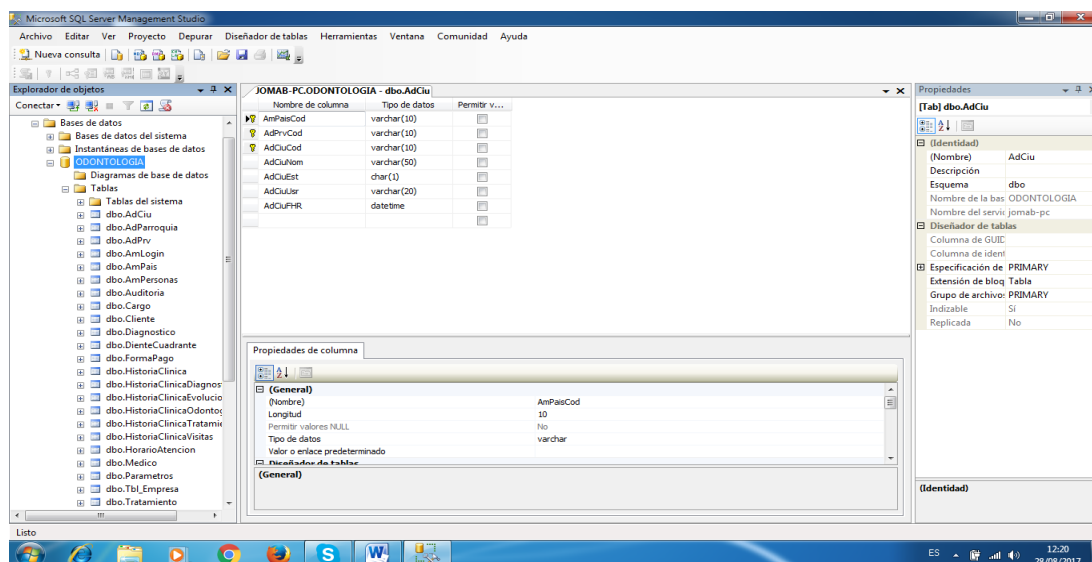 Microsoft SQL Server Management Studio
Archivo Editar Ver Proyecto Depurar Diseñador de tablas Herramientas Ventana Comunidad Ayuda
Nueva consulta
Explorador de objetos
Conectar
Bases de datos
Bases de datos del sistema
Instantáneas de bases de datos
ODONTOLOGIA
Diagramas de base de datos
Tablas
Tablas del sistema
dbo.AdCiu
dbo.AdParroquia
dbo.AdPrv
dbo.AmLogin
dbo.AmPais
dbo.AmPersonas
dbo.Auditoria
dbo.Cargo
dbo.Cliente
dbo.Diagnostico
dbo.DienteCuadrante
dbo.FormaPago
dbo.HistoriaClinica
dbo.HistoriaClinicaDiagnos
dbo.HistoriaClinicaEvolucio
dbo.HistoriaClinicaOdontog
dbo.HistoriaClinicaTratamie
dbo.HistoriaClinicaVisitas
dbo.HorarioAtencion
dbo.Medico
dbo.Parametros
dbo.Tbl_Empresa
dbo.Tratamiento
JOMAB-PC.ODONTOLOGIA - dbo.AdCiu
Nombre de columna Tipo de datos Permitir v...
AmPaisCod varchar(10)
AdPrvCod varchar(10)
AdCiuCod varchar(10)
AdCiuNom varchar(50)
AdCiuEst char(1)
AdCiuUsr varchar(20)
AdCiuFHR datetime
Propiedades de columna
(General)
(Nombre) AmPaisCod
Longitud 10
Permitir valores NULL No
Tipo de datos varchar
Valor o enlace predeterminado
Diseñador de tablas
(General)
Propiedades
[Tab] dbo.AdCiu
(Identidad)
(Nombre) AdCiu
Descripción
Esquema dbo
Nombre de la bas ODONTOLOGIA
Nombre del servic jomab-pc
Diseñador de tablas
Columna de GUID
Columna de ident
Especificación de PRIMARY
Extensión de bloq Tabla
Grupo de archivos PRIMARY
Indizable Sí
Replicada No
(Identidad)
Listo
ES 12:20
28/08/2017